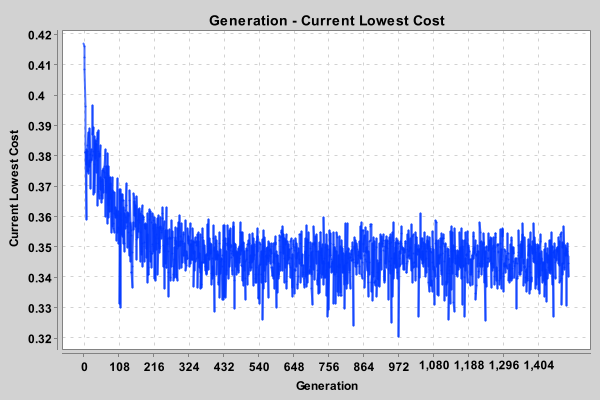 Generation - Current Lowest Cost
Current Lowest Cost
0.42
0.41
0.4
0.39
0.38
0.37
0.36
0.35
0.34
0.33
0.32
0 108 216 324 432 540 648 756 864 972 1,080 1,188 1,296 1,404
Generation